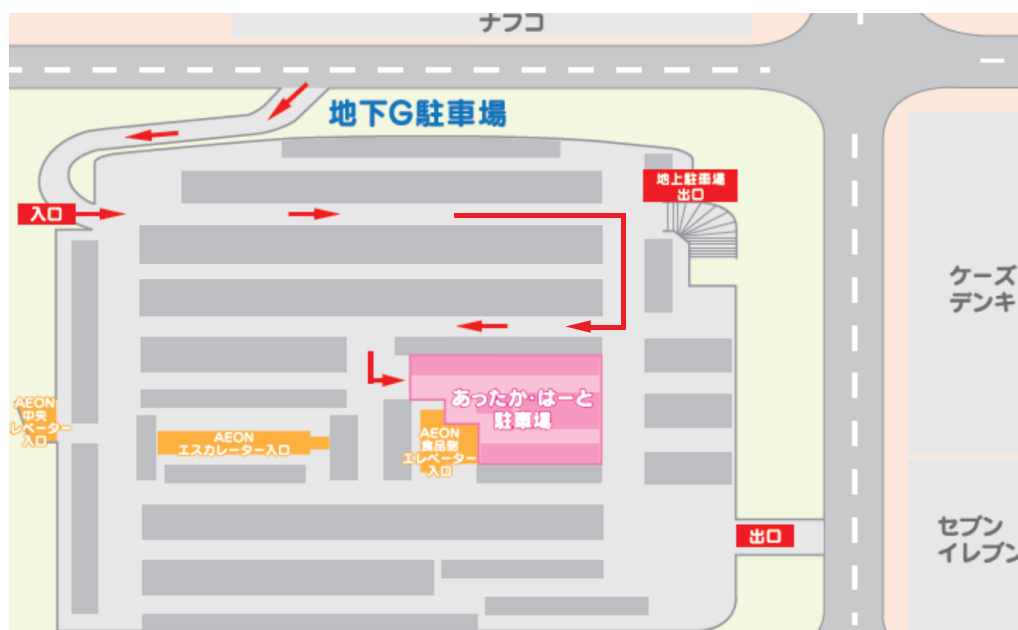 ナフコ
地下G駐車場
地上駐車場
出口
入口
ケーズ
デンキ
あったか・はーと
駐車場
AEON
中央
レベーター
入口
AEON
エスカレーター入口
AEON
食品側
エレベーター
入口
出口
セブン
イレブン